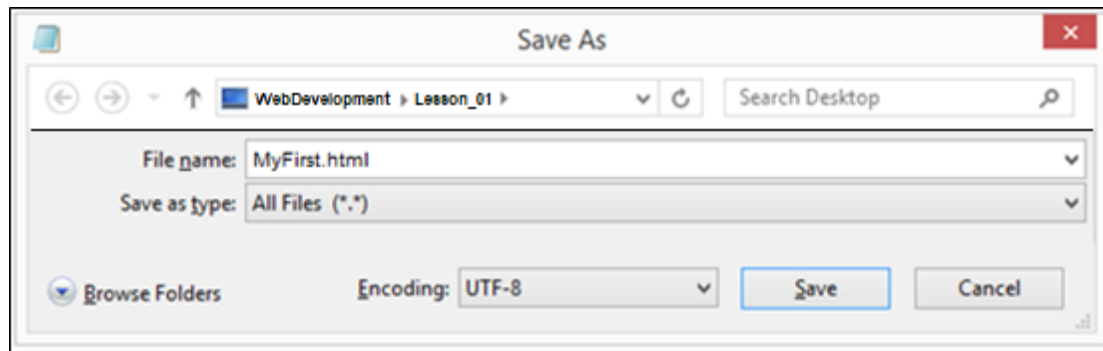 Save As
WebDevelopment ▸ Lesson_01 ▸ Search Desktop
File name: MyFirst.html
Save as type: All Files (*.*)
Browse Folders Encoding: UTF-8 Save Cancel